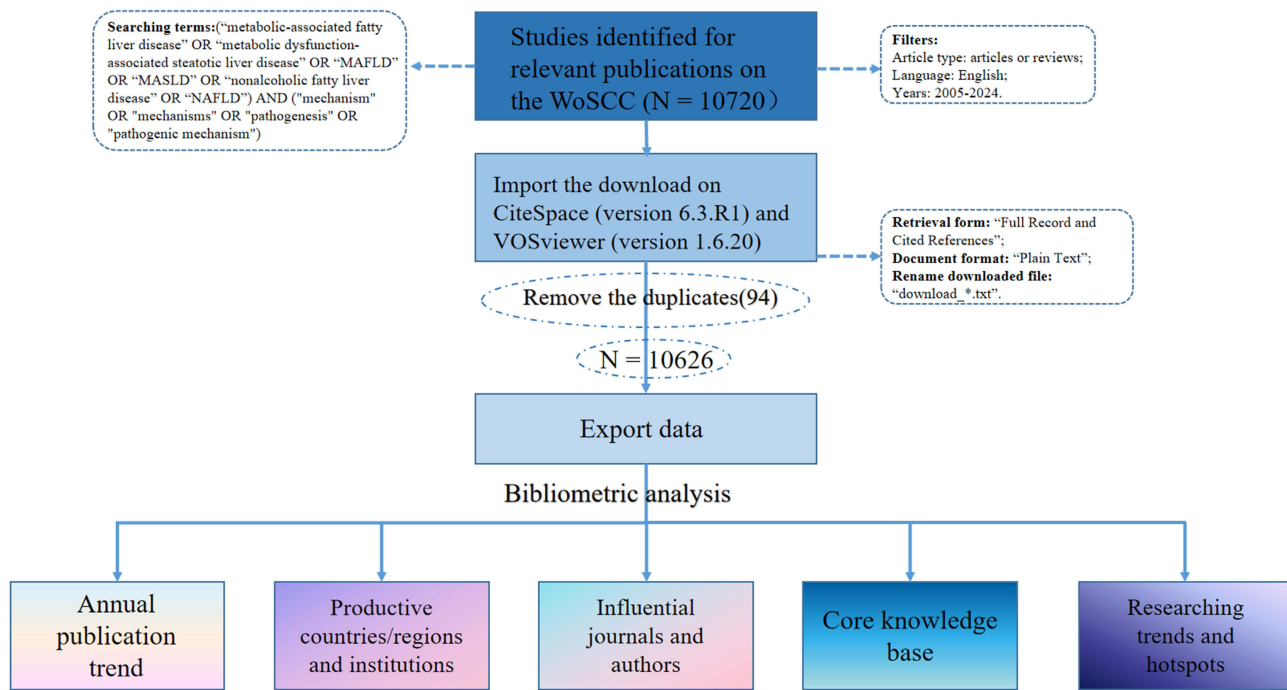 Searching terms:(“metabolic-associated fatty
liver disease” OR “metabolic dysfunction-
associated steatotic liver disease” OR “MAFLD”
OR “MASLD” OR “nonalcoholic fatty liver
disease” OR “NAFLD”) AND ("mechanism"
OR "mechanisms" OR "pathogenesis" OR
"pathogenic mechanism")
Studies identified for
relevant publications on
the WoSCC (N = 10720）
Filters:
Article type: articles or reviews;
Language: English;
Years: 2005-2024.
Import the download on
CiteSpace (version 6.3.R1) and
VOSviewer (version 1.6.20)
Retrieval form: “Full Record and
Cited References”;
Document format: “Plain Text”;
Rename downloaded file:
“download_*.txt”.
Remove the duplicates(94)
N = 10626
Export data
Bibliometric analysis
Annual
publication
trend
Productive
countries/regions
and institutions
Influential
journals and
authors
Core knowledge
base
Researching
trends and
hotspots